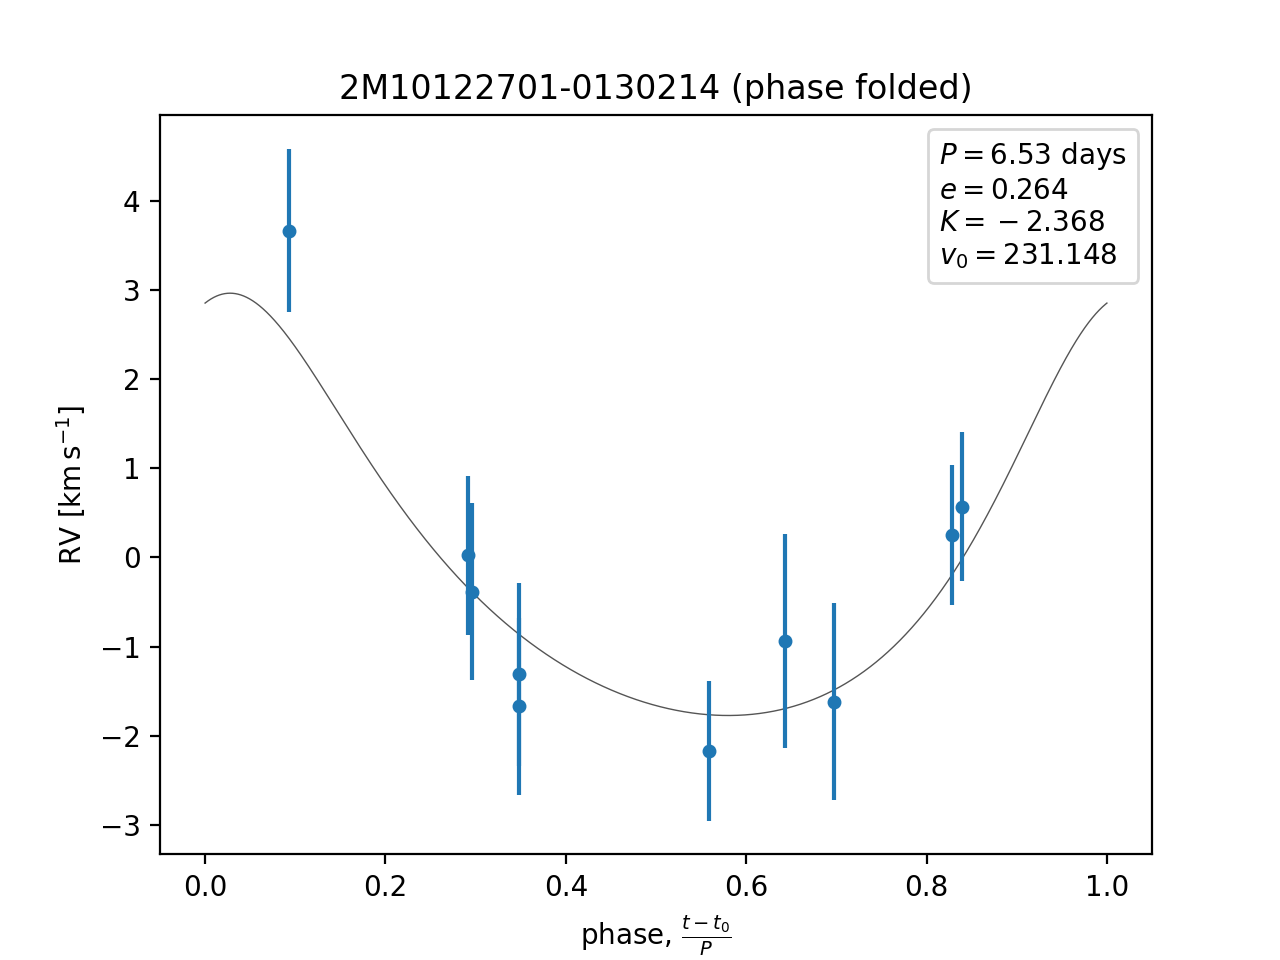 2M10122701-0130214 (phase folded)
P = 6.53 days
e = 0.264
K = −2.368
v₀ = 231.148
RV [km s⁻¹]
4
3
2
1
0
−1
−2
−3
0.0 0.2 0.4 0.6 0.8 1.0
phase, (t − t₀)/P